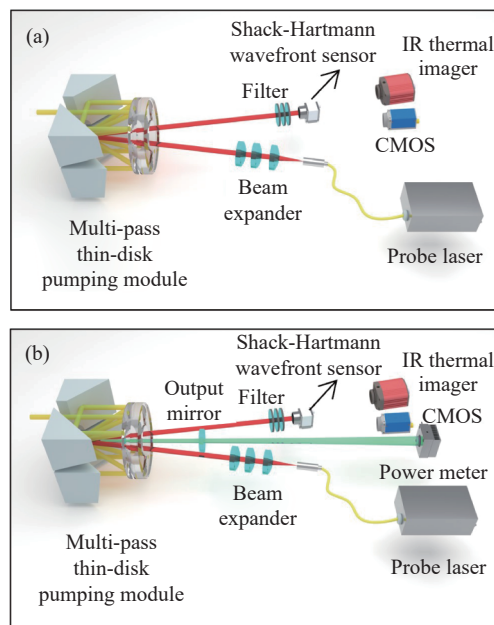 (a)
Shack-Hartmann
wavefront sensor
IR thermal
imager
Filter
CMOS
Beam
expander
Multi-pass
thin-disk
pumping module
Probe laser
(b)
Shack-Hartmann
wavefront sensor
IR thermal
imager
Output
mirror
Filter
CMOS
Power meter
Beam
expander
Multi-pass
thin-disk
pumping module
Probe laser